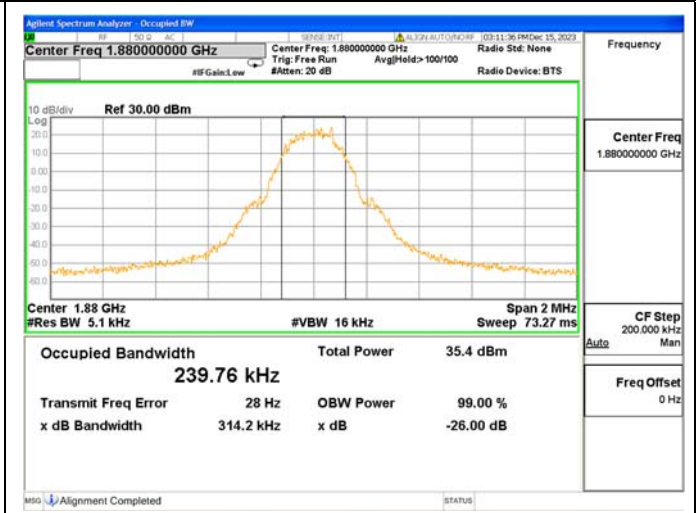 Agilent Spectrum Analyzer - Occupied BW
RF 50 Ω AC SENSE:INT ALIGN AUTO/NORF 03:11:36 PM Dec 15, 2023
Center Freq 1.880000000 GHz
Center Freq: 1.880000000 GHz Radio Std: None
Trig: Free Run Avg|Hold:> 100/100
#IFGain:Low #Atten: 20 dB Radio Device: BTS
Frequency
10 dB/div Ref 30.00 dBm
Log
20.0
10.0
0.00
-10.0
-20.0
-30.0
-40.0
-50.0
-60.0
Center 1.88 GHz Span 2 MHz
#Res BW 5.1 kHz #VBW 16 kHz Sweep 73.27 ms
Occupied Bandwidth Total Power 35.4 dBm
239.76 kHz
Transmit Freq Error 28 Hz OBW Power 99.00 %
x dB Bandwidth 314.2 kHz x dB -26.00 dB
Center Freq
1.880000000 GHz
CF Step
200.000 kHz
Auto Man
Freq Offset
0 Hz
MSG Alignment Completed STATUS